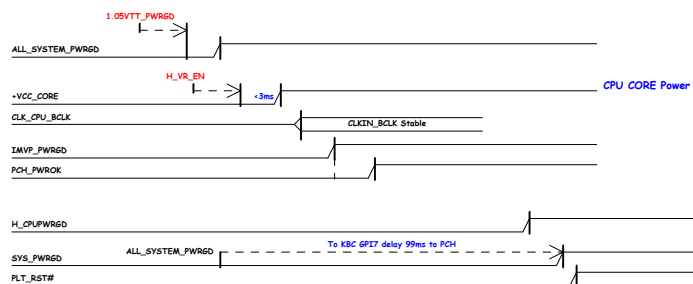 1.05VTT_PWRGD
ALL_SYSTEM_PWRGD
H_VR_EN
+VCC_CORE
<3ms
CPU CORE Power
CLK_CPU_BCLK
CLKIN_BCLK Stable
IMVP_PWRGD
PCH_PWROK
H_CPUPWRGD
To KBC GPI7 delay 99ms to PCH
ALL_SYSTEM_PWRGD
SYS_PWRGD
PLT_RST#